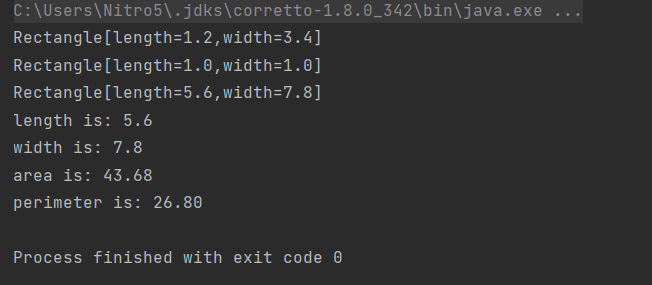 C:\Users\Nitro5\.jdks\corretto-1.8.0_342\bin\java.exe ...
Rectangle[length=1.2,width=3.4]
Rectangle[length=1.0,width=1.0]
Rectangle[length=5.6,width=7.8]
length is: 5.6
width is: 7.8
area is: 43.68
perimeter is: 26.80
Process finished with exit code 0